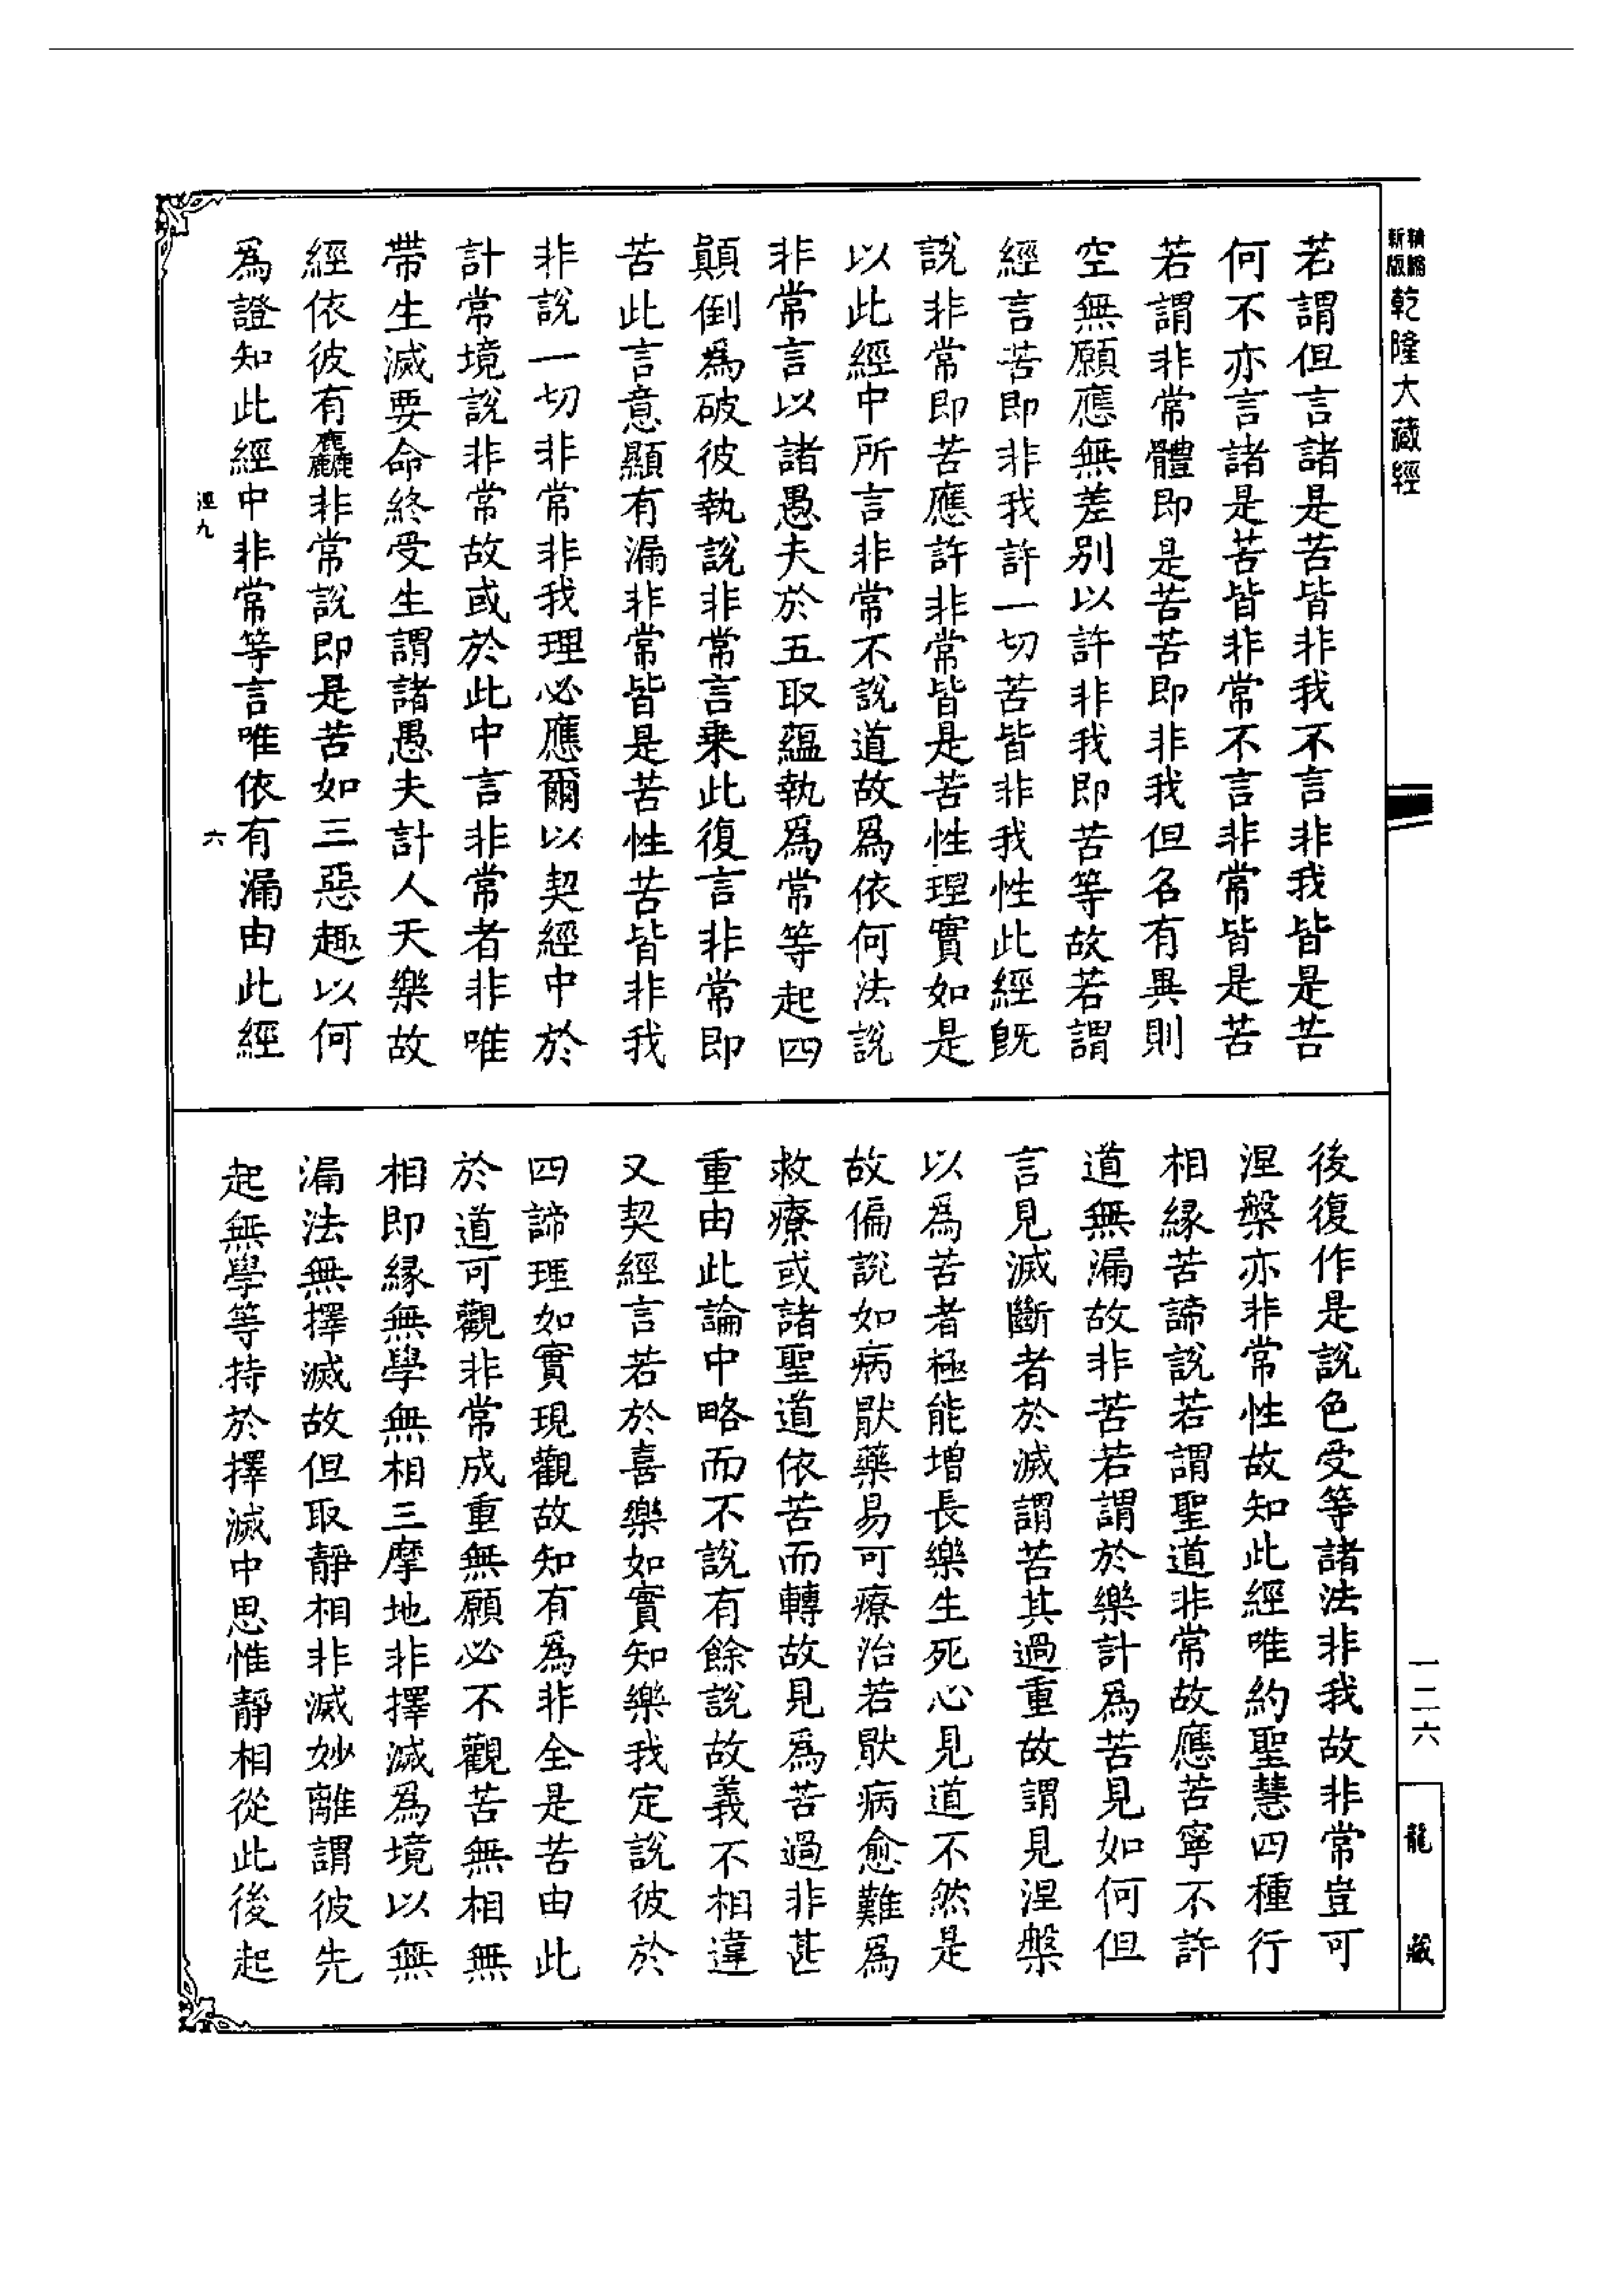 新版
乾隆大藏經
若謂但言諸是苦皆非我不言非我皆是苦
何不亦言諸是苦皆非常不言非常皆是苦
若謂非常體即是苦苦即非我但名有異則
空無願應無差別以許非我即苦等故若謂
經言苦即非我許一切苦皆非我性此經旣
說非常即苦應許非常皆是苦性理實如是
以此經中所言非常不說道故爲依何法說
非常言以諸愚夫於五取蘊執爲常等起四
顛倒爲破彼執說非常言乗此復言非常即
苦此言意顯有漏非常皆是苦性苦皆非我
非說一切非常非我理必應爾以契經中於
計常境說非常故或於此中言非常者非唯
帶生滅要命終受生謂諸愚夫計人天樂故
經依彼有麤非常說即是苦如三惡趣以何
爲證知此經中非常等言唯依有漏由此經
六
後復作是說色受等諸法非我故非常豈可
涅槃亦非常性故知此經唯約聖慧四種行
相緣苦諦說若謂聖道非常故應苦寧不許
道無漏故非苦若謂於樂計爲苦見如何但
言見滅斷者於滅謂苦其過重故謂見涅槃
以爲苦者極能增長樂生死心見道不然是
故偏說如病猒藥易可療治若猒病愈難爲
救療或諸聖道依苦而轉故見爲苦過非甚
重由此論中略而不說有餘說故義不相違
又契經言若於喜樂如實知樂我定說彼於
四諦理如實現觀故知有爲非全是苦由此
於道可觀非常成重無願必不觀苦無相無
相即緣無學無相三摩地非擇滅爲境以無
漏法無擇滅故但取靜相非滅妙離謂彼先
起無學等持於擇滅中思惟靜相從此後起
一二六
龍藏